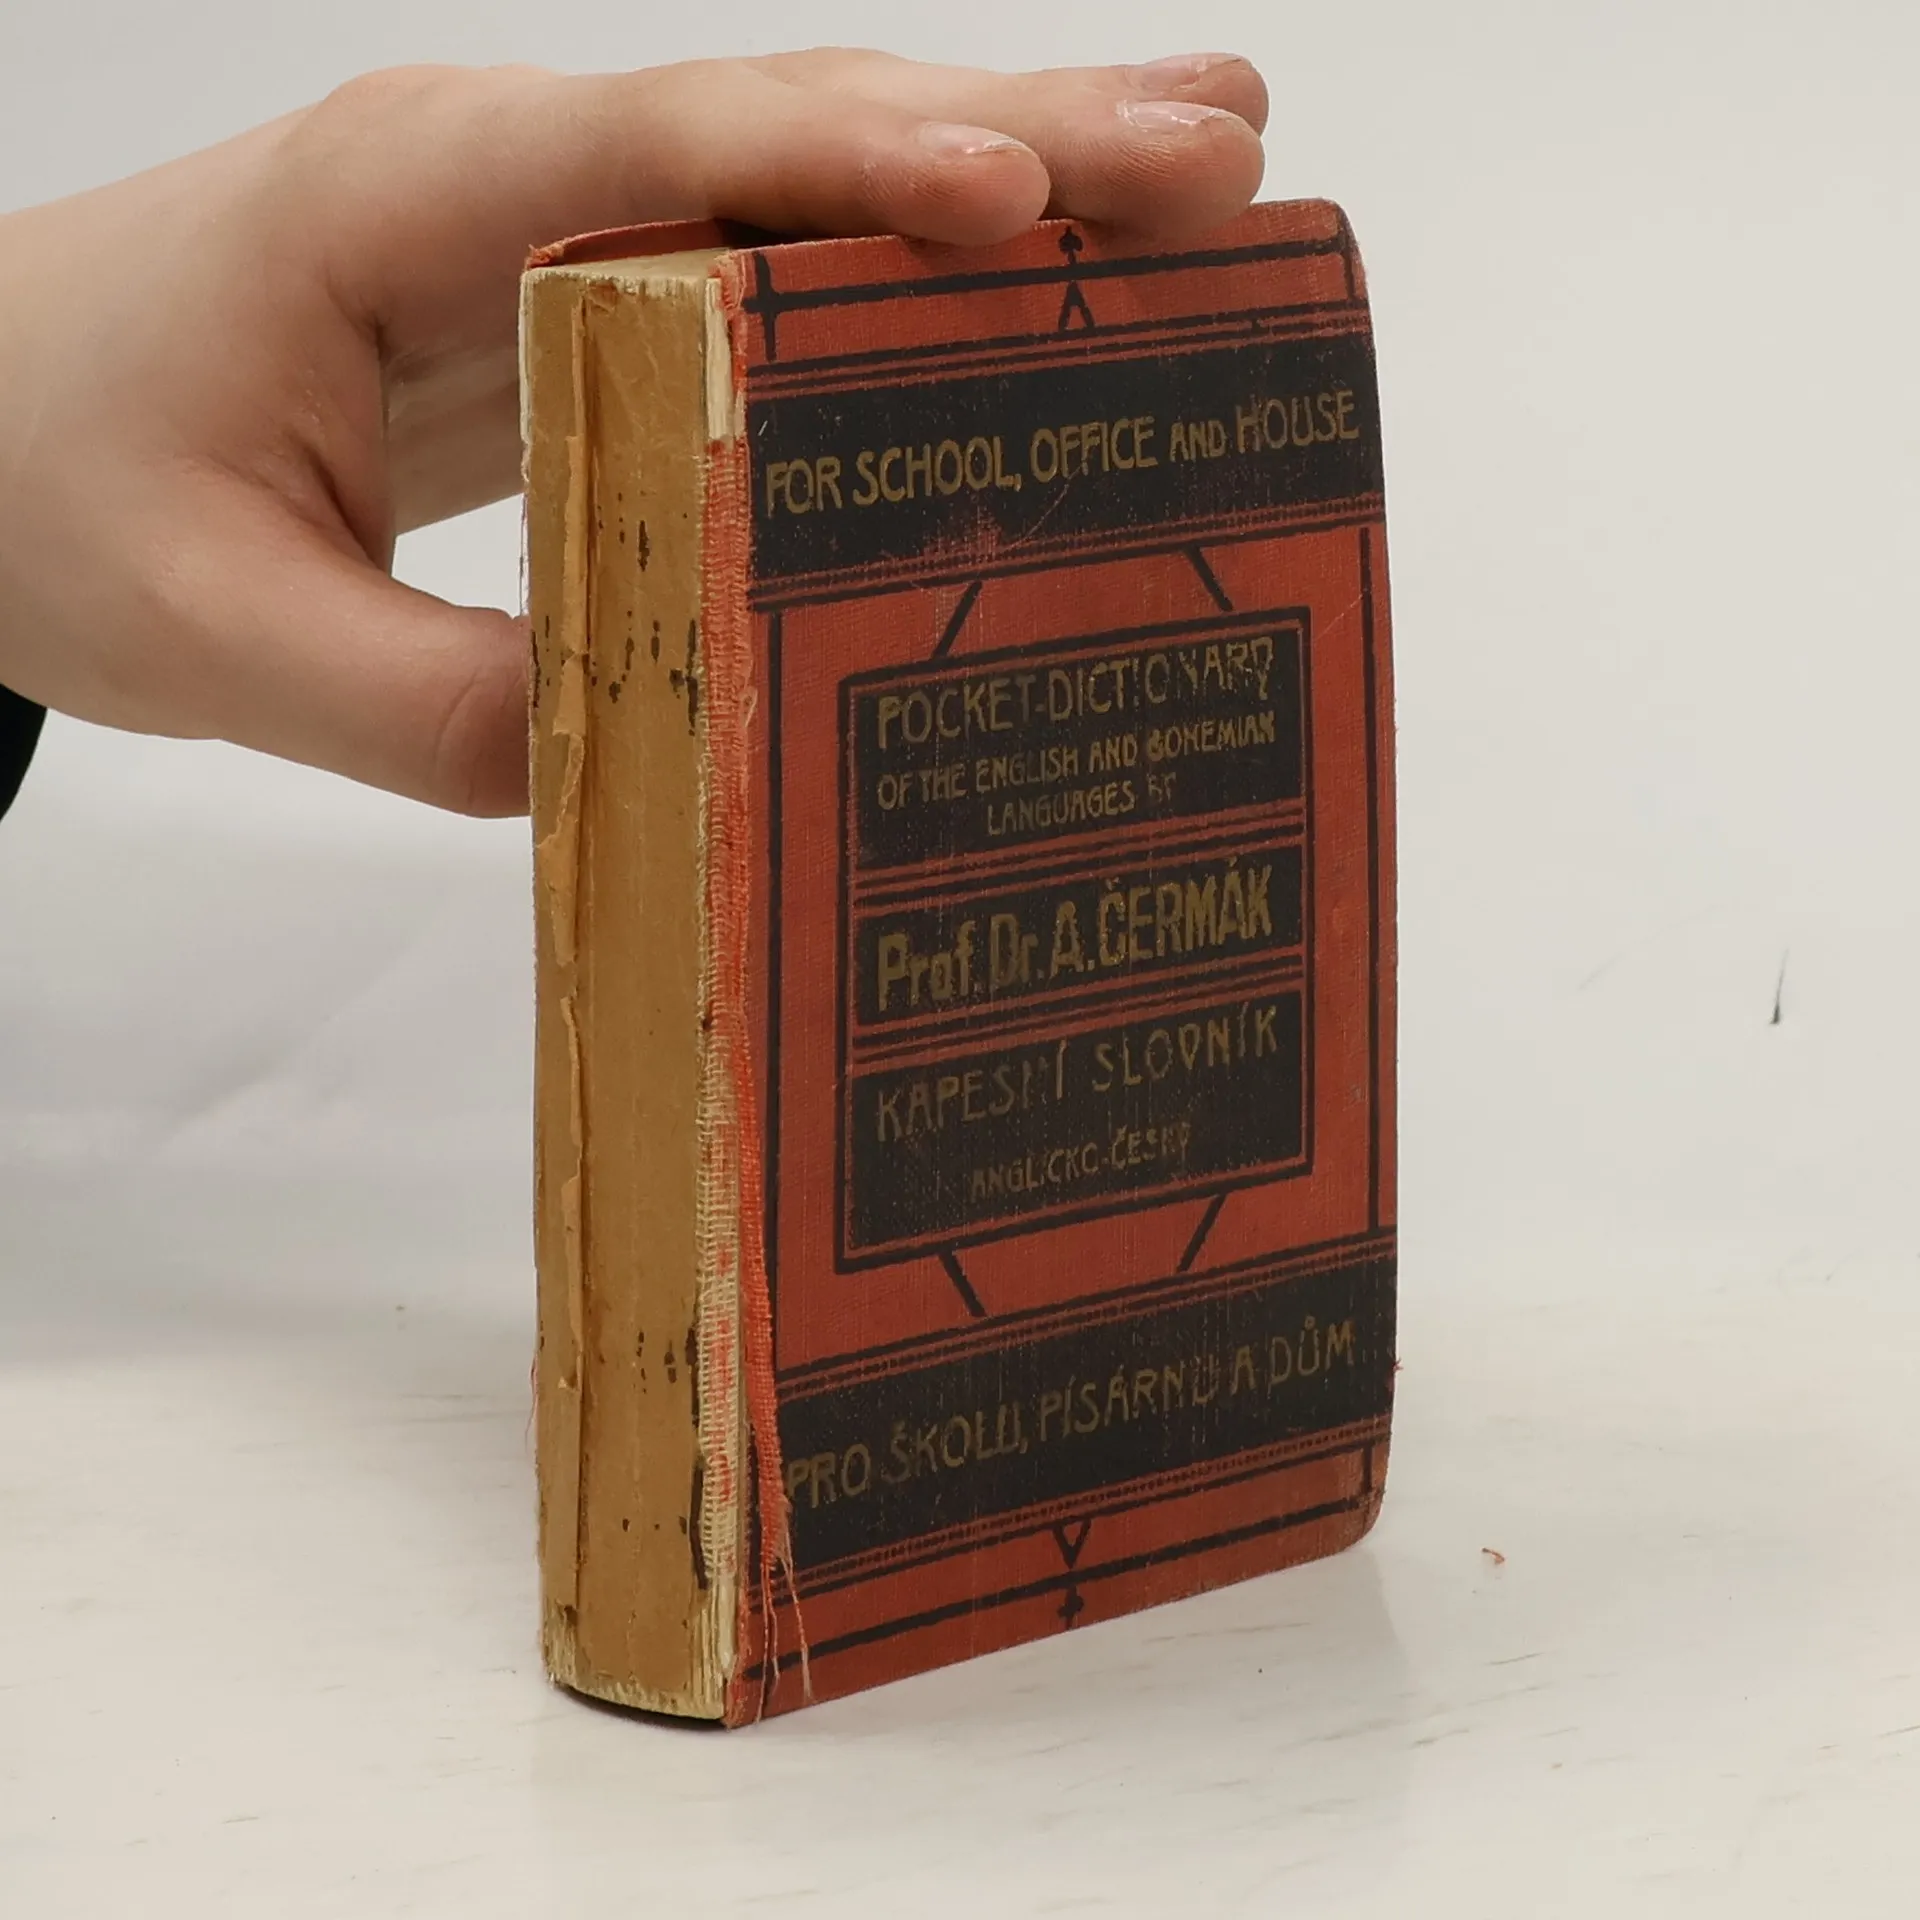 FOR SCHOOL, OFFICE AND HOUSE
POCKET-DICTIONARY
OF THE ENGLISH AND BOHEMIAN
LANGUAGES BY
Prof. Dr. A. ČERMÁK
KAPESNÍ SLOVNÍK
ANGLICKO-ČESKÝ
PRO ŠKOLU, PÍSÁRNU A DŮM